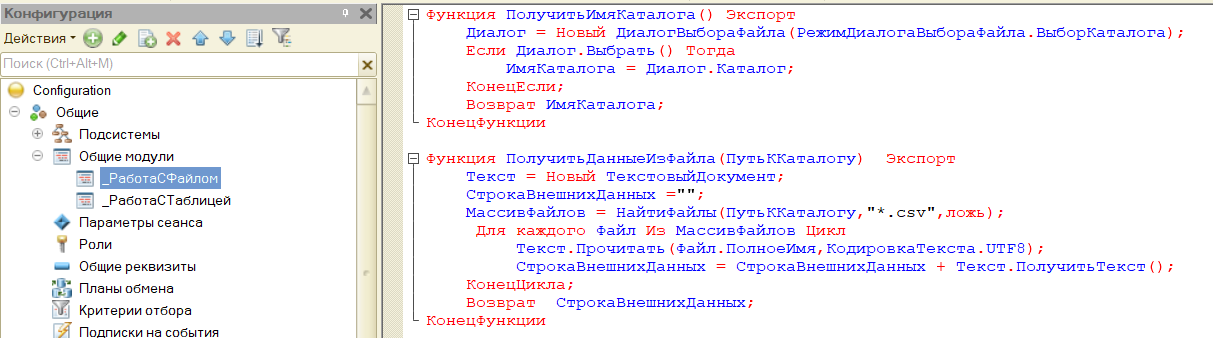 Конфигурация
Действия
Поиск (Ctrl+Alt+M)
Configuration
Общие
Подсистемы
Общие модули
_РаботаСФайлом
_РаботаСТаблицей
Параметры сеанса
Роли
Общие реквизиты
Планы обмена
Критерии отбора
Подписки на события
Функция ПолучитьИмяКаталога() Экспорт
Диалог = Новый ДиалогВыбораФайла(РежимДиалогаВыбораФайла.ВыборКаталога);
Если Диалог.Выбрать() Тогда
ИмяКаталога = Диалог.Каталог;
КонецЕсли;
Возврат ИмяКаталога;
КонецФункции
Функция ПолучитьДанныеИзФайла(ПутьККаталогу) Экспорт
Текст = Новый ТекстовыйДокумент;
СтрокаВнешнихДанных ="";
МассивФайлов = НайтиФайлы(ПутьККаталогу,"*.csv",ложь);
Для каждого Файл Из МассивФайлов Цикл
Текст.Прочитать(Файл.ПолноеИмя,КодировкаТекста.UTF8);
СтрокаВнешнихДанных = СтрокаВнешнихДанных + Текст.ПолучитьТекст();
КонецЦикла;
Возврат СтрокаВнешнихДанных;
КонецФункции